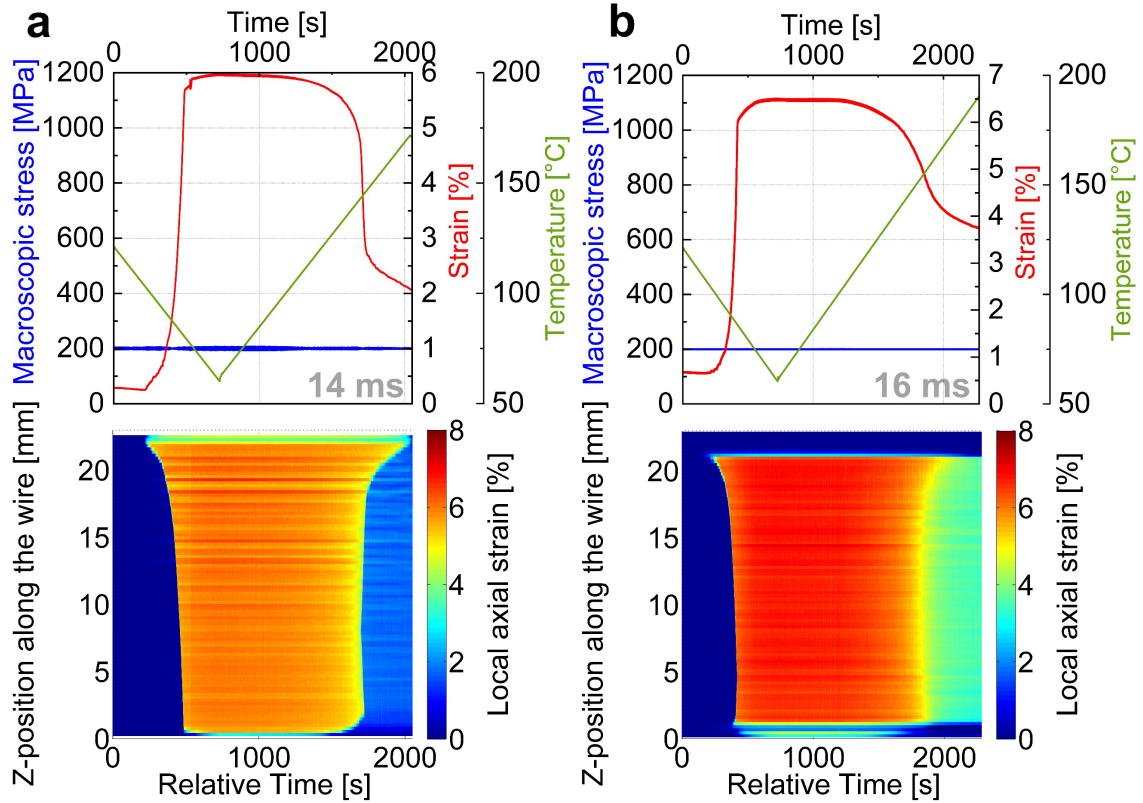 a
Time [s]
0 1000 2000
Macroscopic stress [MPa]
1200
1000
800
600
400
200
0
6
5
4
3
2
1
0
Strain [%]
200
150
100
50
Temperature [°C]
14 ms
Z-position along the wire [mm]
20
15
10
5
0
0 1000 2000
Relative Time [s]
8
6
4
2
0
Local axial strain [%]
b
Time [s]
0 1000 2000
Macroscopic stress [MPa]
1200
1000
800
600
400
200
0
7
6
5
4
3
2
1
0
Strain [%]
200
150
100
50
Temperature [°C]
16 ms
Z-position along the wire [mm]
20
15
10
5
0
0 1000 2000
Relative Time [s]
8
6
4
2
0
Local axial strain [%]